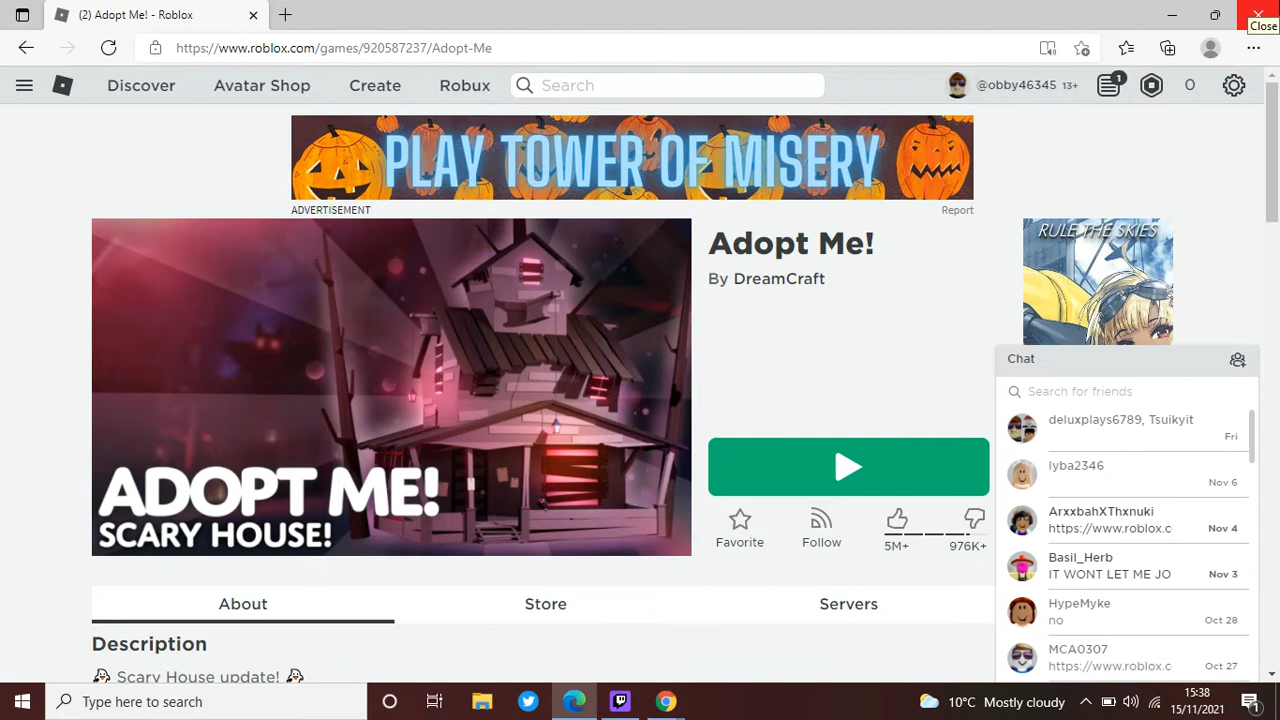 (2) Adopt Me! - Roblox
Close
https://www.roblox.com/games/920587237/Adopt-Me
Discover
Avatar Shop
Create
Robux
Search
@obby46345 13+
1
0
PLAY TOWER OF MISERY
ADVERTISEMENT
Report
ADOPT ME!
SCARY HOUSE!
Adopt Me!
By DreamCraft
Favorite
Follow
5M+
976K+
RULE THE SKIES
Chat
Search for friends
deluxplays6789, Tsuikyit
Fri
lyba2346
Nov 6
ArxxbahXThxnuki
https://www.roblox.c Nov 4
Basil_Herb
IT WONT LET ME JO Nov 3
HypeMyke
no Oct 28
MCA0307
https://www.roblox.c Oct 27
About
Store
Servers
Description
Scary House update!
Type here to search
10°C Mostly cloudy
15:38
15/11/2021
1